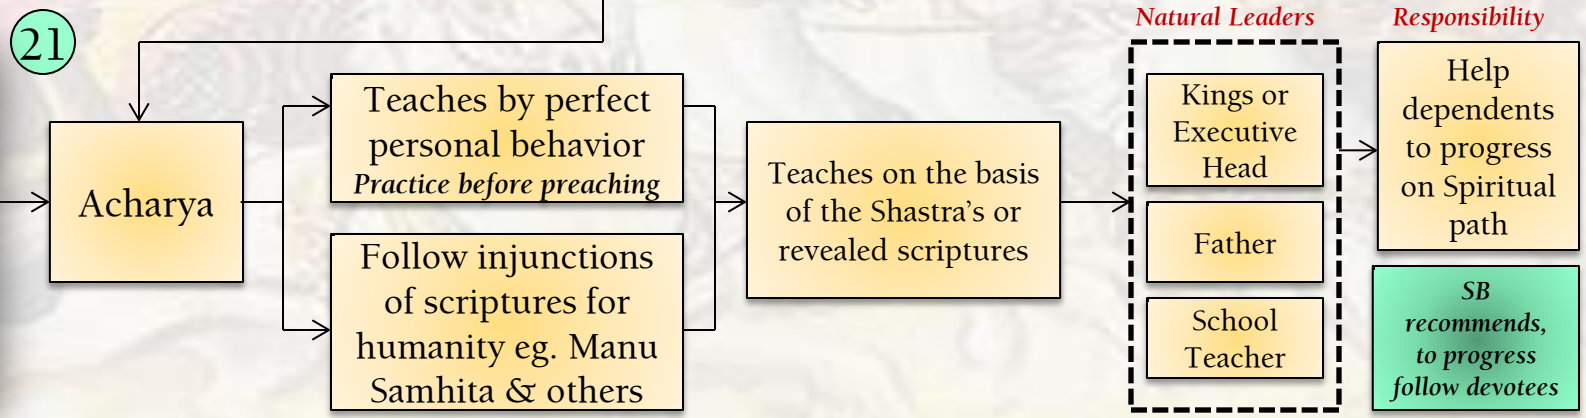 21
Acharya
Teaches by perfect
personal behavior
Practice before preaching
Follow injunctions
of scriptures for
humanity eg. Manu
Samhita & others
Teaches on the basis
of the Shastra's or
revealed scriptures
Natural Leaders
Kings or
Executive
Head
Father
School
Teacher
Responsibility
Help
dependents
to progress
on Spiritual
path
SB
recommends,
to progress
follow devotees